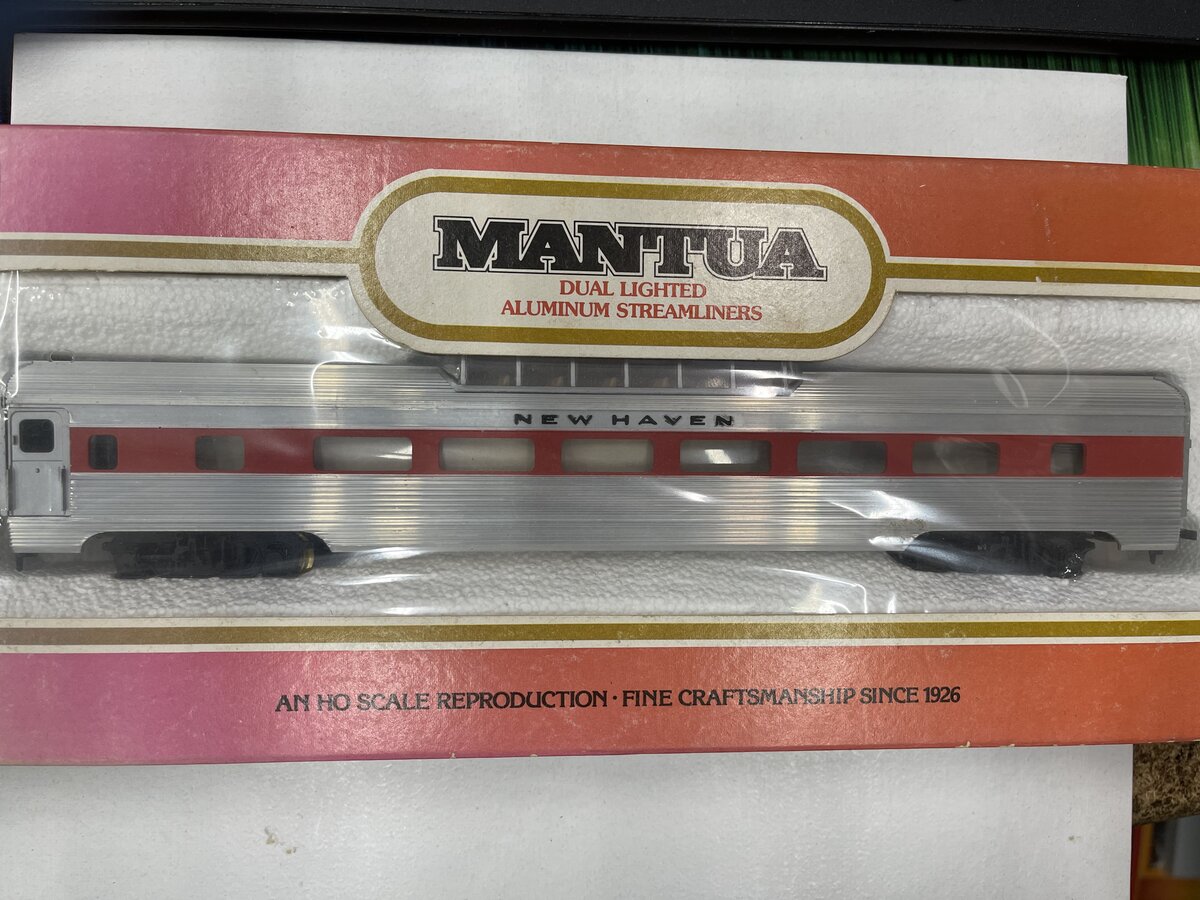 MANTUA
DUAL LIGHTED
ALUMINUM STREAMLINERS
NEW HAVEN
AN HO SCALE REPRODUCTION · FINE CRAFTSMANSHIP SINCE 1926